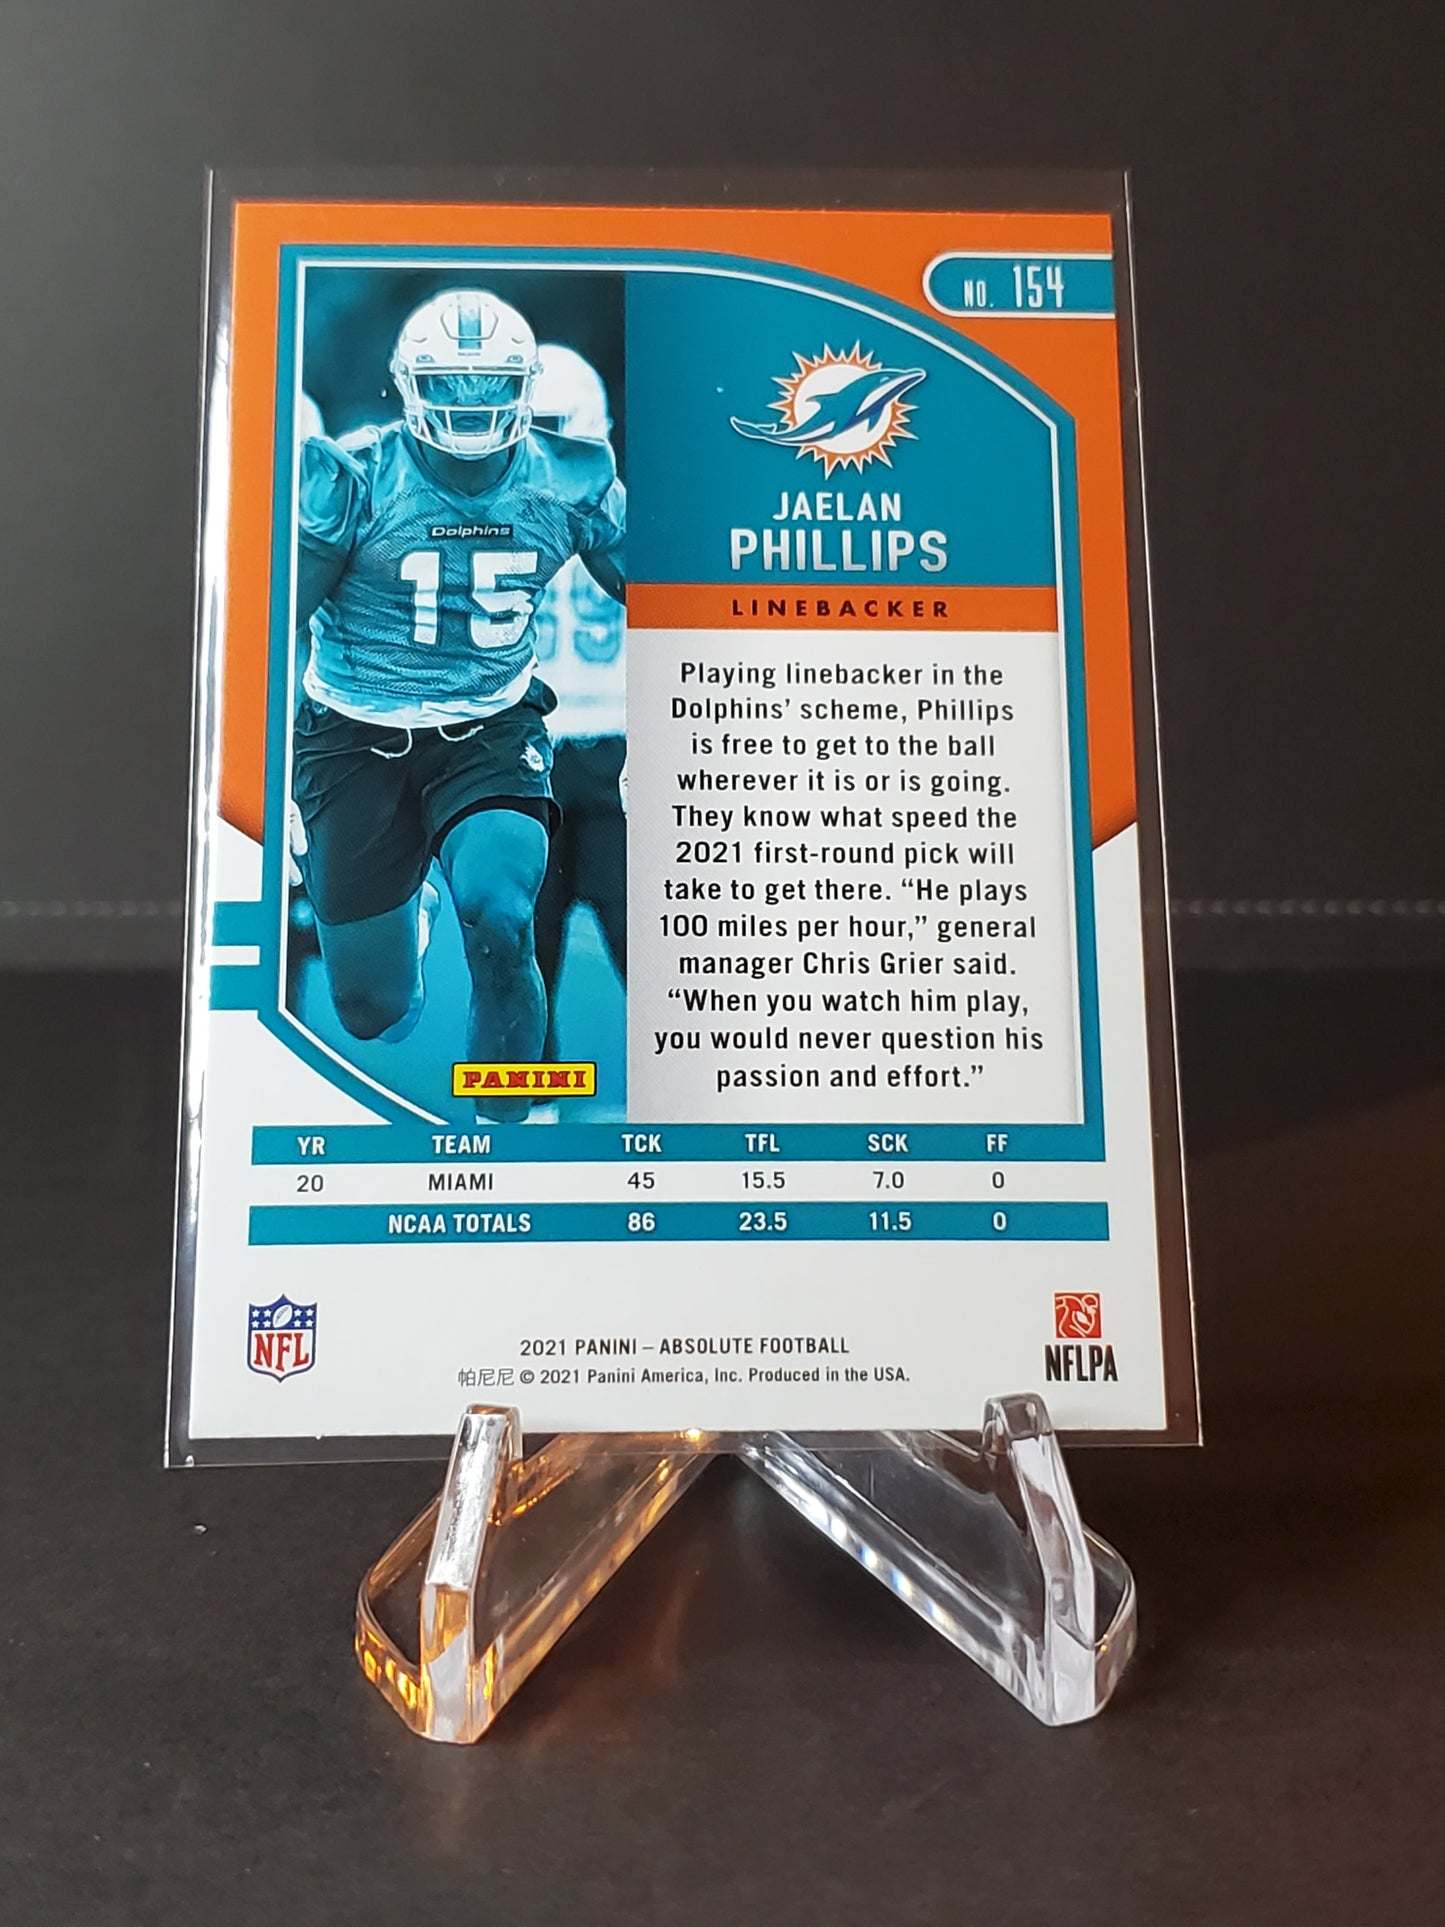 NO. 154
Dolphins
15
JAELAN
PHILLIPS
LINEBACKER
Playing linebacker in the
Dolphins’ scheme, Phillips
is free to get to the ball
wherever it is or is going.
They know what speed the
2021 first-round pick will
take to get there. “He plays
100 miles per hour,” general
manager Chris Grier said.
“When you watch him play,
you would never question his
passion and effort.”
PANINI
YR TEAM TCK TFL SCK FF
20 MIAMI 45 15.5 7.0 0
NCAA TOTALS 86 23.5 11.5 0
NFL
2021 PANINI – ABSOLUTE FOOTBALL
帕尼尼 © 2021 Panini America, Inc. Produced in the USA.
NFLPA